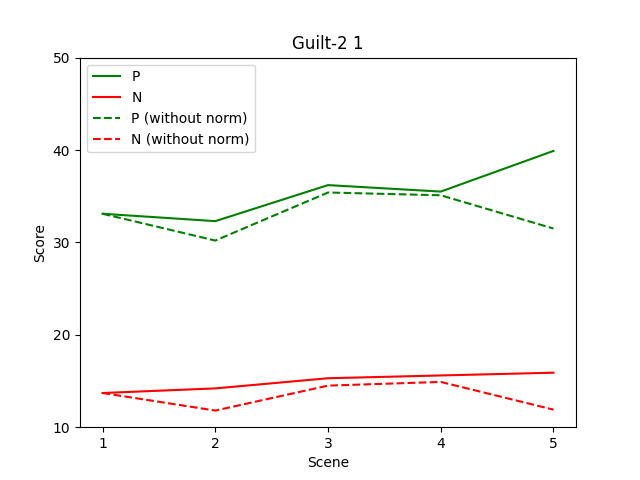 Guilt-2 1
50
P
N
P (without norm)
N (without norm)
40
30
20
10
Score
1 2 3 4 5
Scene